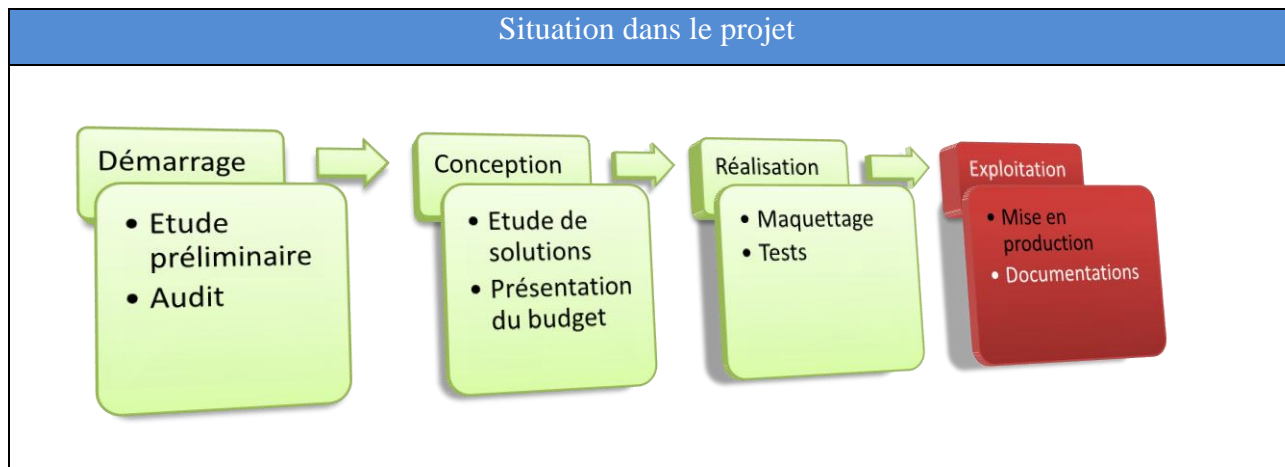 Situation dans le projet
Démarrage
• Etude
préliminaire
• Audit
Conception
• Etude de
solutions
• Présentation
du budget
Réalisation
• Maquettage
• Tests
Exploitation
• Mise en
production
• Documentations